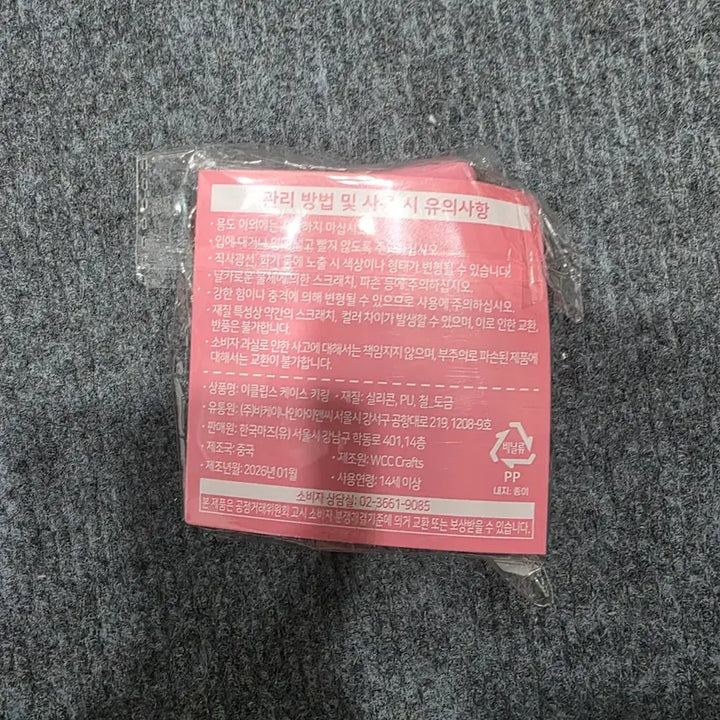 관리 방법 및 사용 시 유의사항
· 용도 이외에는 하지 마십시오
· 입에 대거나 넣고 빨지 않도록 주의하십시오
· 직사광선, 화기 등에 노출 시 색상이나 형태가 변형될 수 있습니다.
· 날카로운 물체에 의한 스크래치, 파손 등에 주의하십시오.
· 강한 힘이나 충격에 의해 변형될 수 있으므로 사용에 주의하십시오.
· 재질 특성상 약간의 스크래치, 컬러 차이가 발생할 수 있으며, 이로 인한 교환,
반품은 불가합니다.
· 소비자 과실로 인한 사고에 대해서는 책임지지 않으며, 부주의로 파손된 제품에
대해서는 교환이 불가합니다.
· 상품명: 이클립스 케이스 키링 · 재질: 실리콘, PU, 철_도금
· 유통원: (주)비케이나인아이앤씨 서울시 강서구 공항대로 219, 1208-9호
· 판매원: 한국마즈(유) 서울시 강남구 학동로 401, 14층
· 제조국: 중국 · 제조원: WCC Crafts
· 제조년월: 2026년 01월 · 사용연령: 14세 이상
비닐류
PP
내지: 종이
소비자 상담실: 02-3661-9085
본 제품은 공정거래위원회 고시 소비자 분쟁해결기준에 의거 교환 또는 보상받을 수 있습니다.